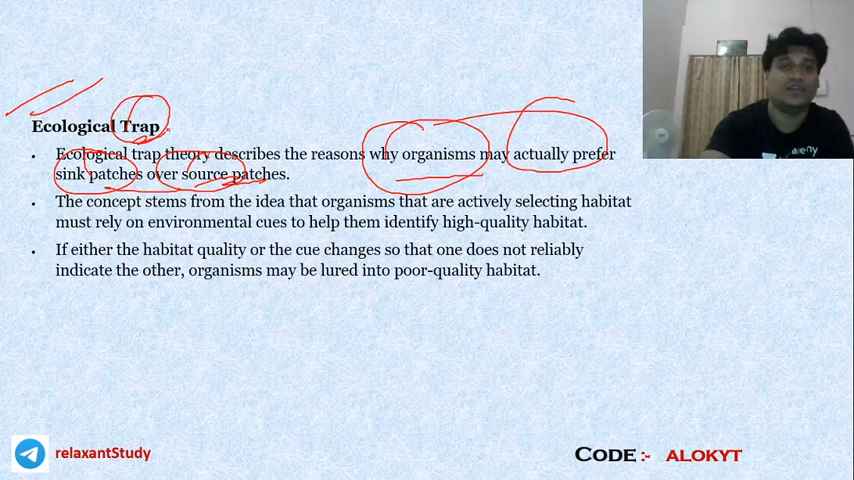 Ecological Trap
• Ecological trap theory describes the reasons why organisms may actually prefer
sink patches over source patches.
• The concept stems from the idea that organisms that are actively selecting habitat
must rely on environmental cues to help them identify high-quality habitat.
• If either the habitat quality or the cue changes so that one does not reliably
indicate the other, organisms may be lured into poor-quality habitat.
relaxantStudy
CODE :- ALOKYT